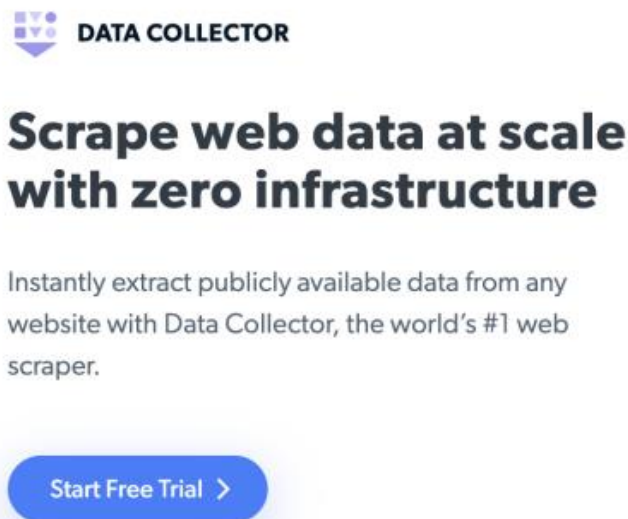 DATA COLLECTOR
Scrape web data at scale
with zero infrastructure
Instantly extract publicly available data from any
website with Data Collector, the world's #1 web
scraper.
Start Free Trial >